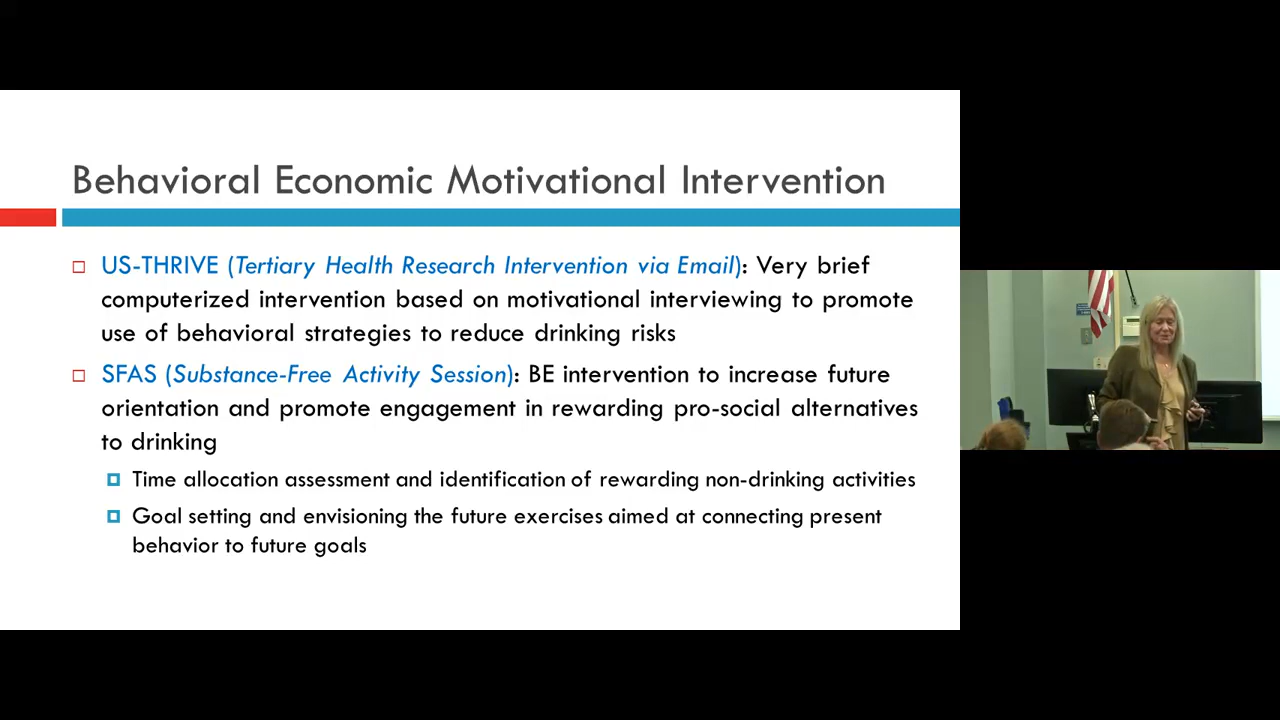 Behavioral Economic Motivational Intervention
US-THRIVE (Tertiary Health Research Intervention via Email): Very brief
computerized intervention based on motivational interviewing to promote
use of behavioral strategies to reduce drinking risks
SFAS (Substance-Free Activity Session): BE intervention to increase future
orientation and promote engagement in rewarding pro-social alternatives
to drinking
Time allocation assessment and identification of rewarding non-drinking activities
Goal setting and envisioning the future exercises aimed at connecting present
behavior to future goals